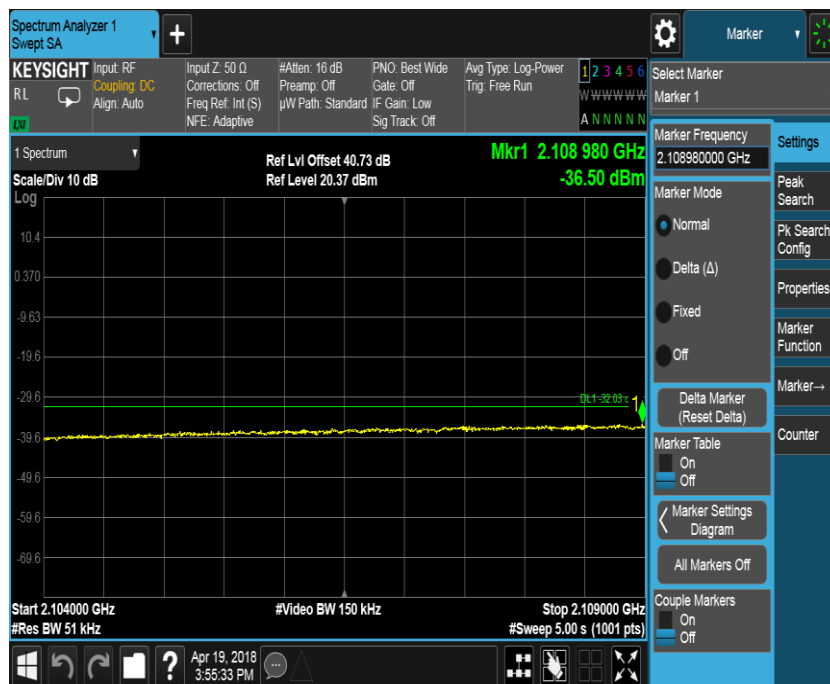 Spectrum Analyzer 1
Swept SA
+
Marker
KEYSIGHT
RL
LXI
Input: RF
Coupling: DC
Align: Auto
Input Z: 50 Ω
Corrections: Off
Freq Ref: Int (S)
NFE: Adaptive
#Atten: 16 dB
Preamp: Off
µW Path: Standard
PNO: Best Wide
Gate: Off
IF Gain: Low
Sig Track: Off
Avg Type: Log-Power
Trig: Free Run
1 2 3 4 5 6
W W W W W W
A N N N N N
Select Marker
Marker 1
1 Spectrum
Scale/Div 10 dB
Log
Ref Lvl Offset 40.73 dB
Ref Level 20.37 dBm
Mkr1 2.108 980 GHz
-36.50 dBm
10.4
0.370
-9.63
-19.6
-29.6
-39.6
-49.6
-59.6
-69.6
DL1 -32.03
1
Start 2.104000 GHz
#Res BW 51 kHz
#Video BW 150 kHz
Stop 2.109000 GHz
#Sweep 5.00 s (1001 pts)
Marker Frequency
2.108980000 GHz
Marker Mode
Normal
Delta (Δ)
Fixed
Off
Delta Marker
(Reset Delta)
Marker Table
On
Off
Marker Settings
Diagram
All Markers Off
Couple Markers
On
Off
Settings
Peak
Search
Pk Search
Config
Properties
Marker
Function
Marker→
Counter
?
Apr 19, 2018
3:55:33 PM